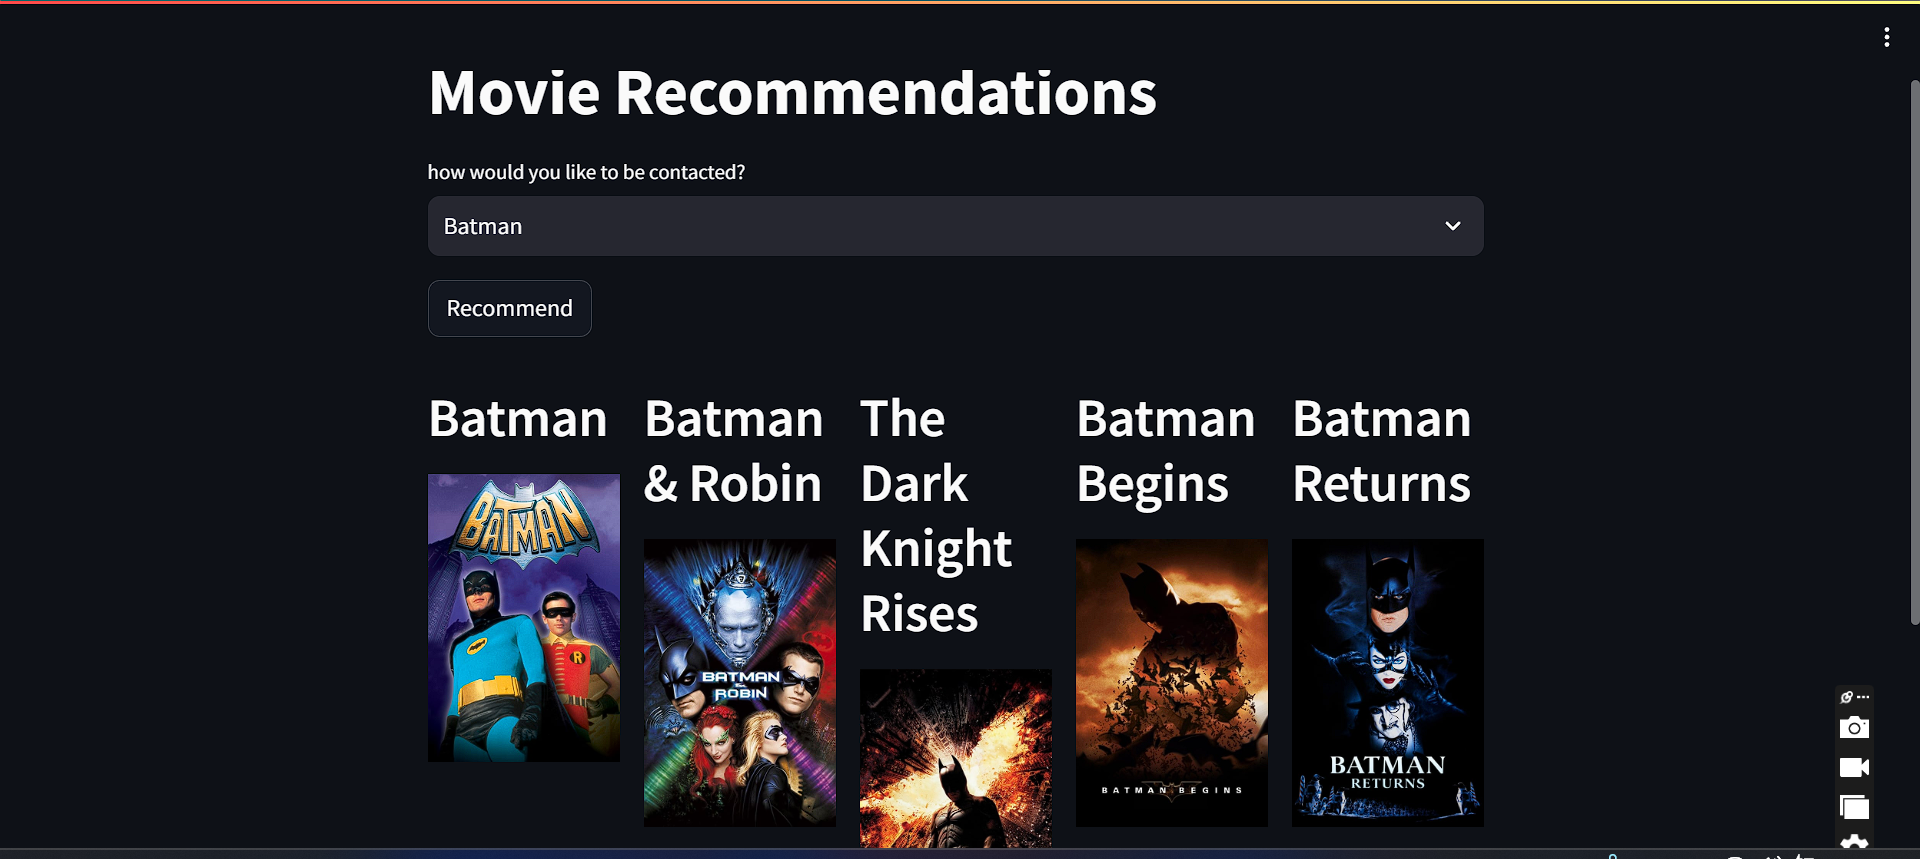 Movie Recommendations
how would you like to be contacted?
Batman
Recommend
Batman
BATMAN
R
Batman
& Robin
BATMAN
&
ROBIN
The
Dark
Knight
Rises
Batman
Begins
BATMAN BEGINS
Batman
Returns
BATMAN
RETURNS